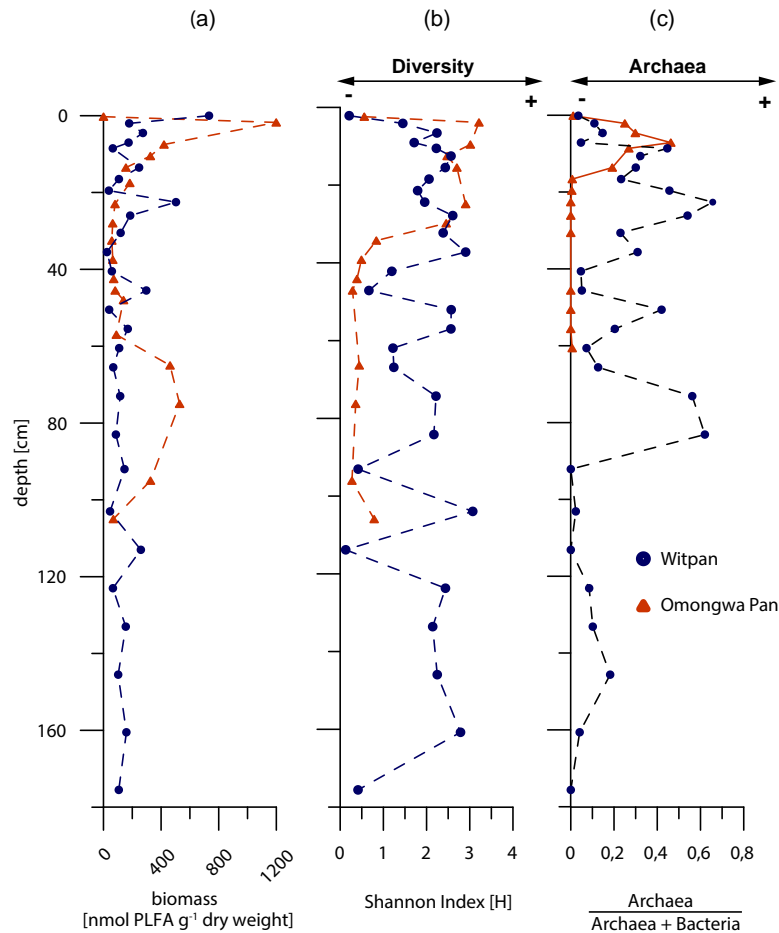 (a) (b) (c)
Diversity Archaea
- + - +
0
40
80
120
160
depth [cm]
0 400 800 1200
0 1 2 3 4
0 0,2 0,4 0,6 0,8
Witpan
Omongwa Pan
biomass
[nmol PLFA g⁻¹ dry weight]
Shannon Index [H]
Archaea
Archaea + Bacteria